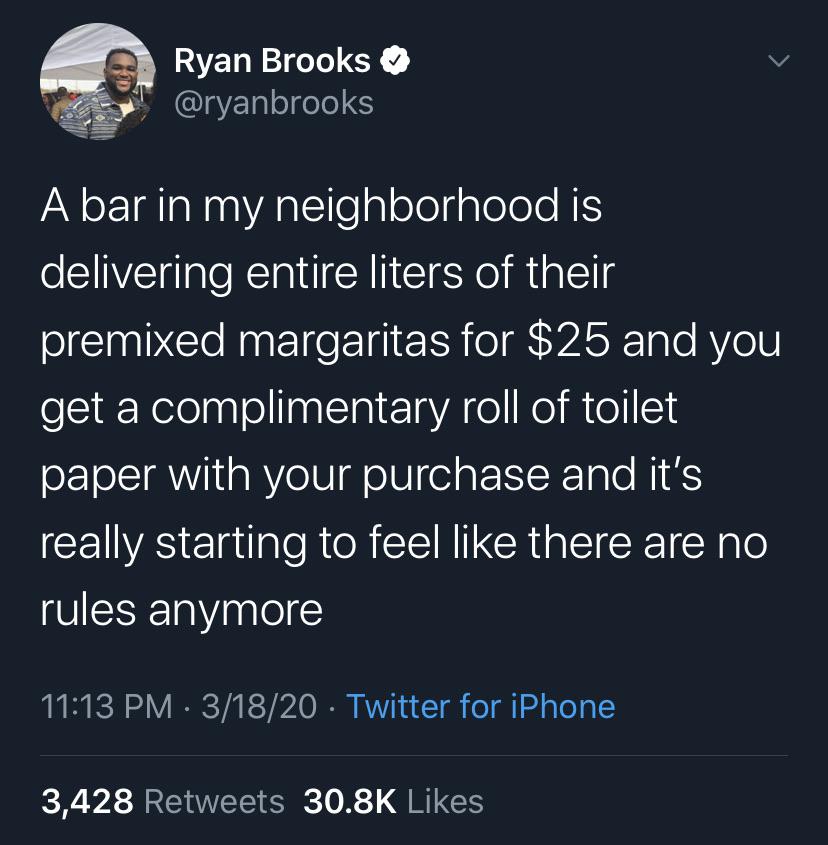 Ryan Brooks
@ryanbrooks
A bar in my neighborhood is
delivering entire liters of their
premixed margaritas for $25 and you
get a complimentary roll of toilet
paper with your purchase and it’s
really starting to feel like there are no
rules anymore
11:13 PM · 3/18/20 · Twitter for iPhone
3,428 Retweets 30.8K Likes